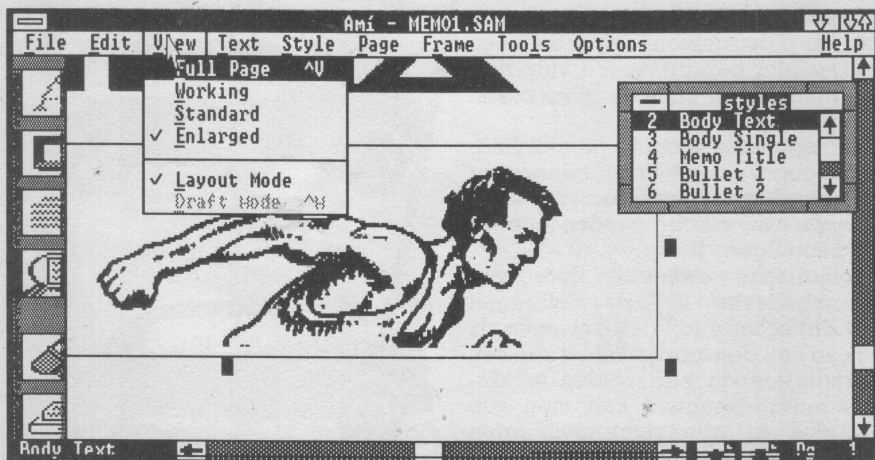 Amí - MEMO1.SAM
File Edit View Text Style Page Frame Tools Options Help
Full Page ^V
Working
Standard
✓ Enlarged
✓ Layout Mode
Draft Mode ^W
styles
2 Body Text
3 Body Single
4 Memo Title
5 Bullet 1
6 Bullet 2
Body Text Pg 1